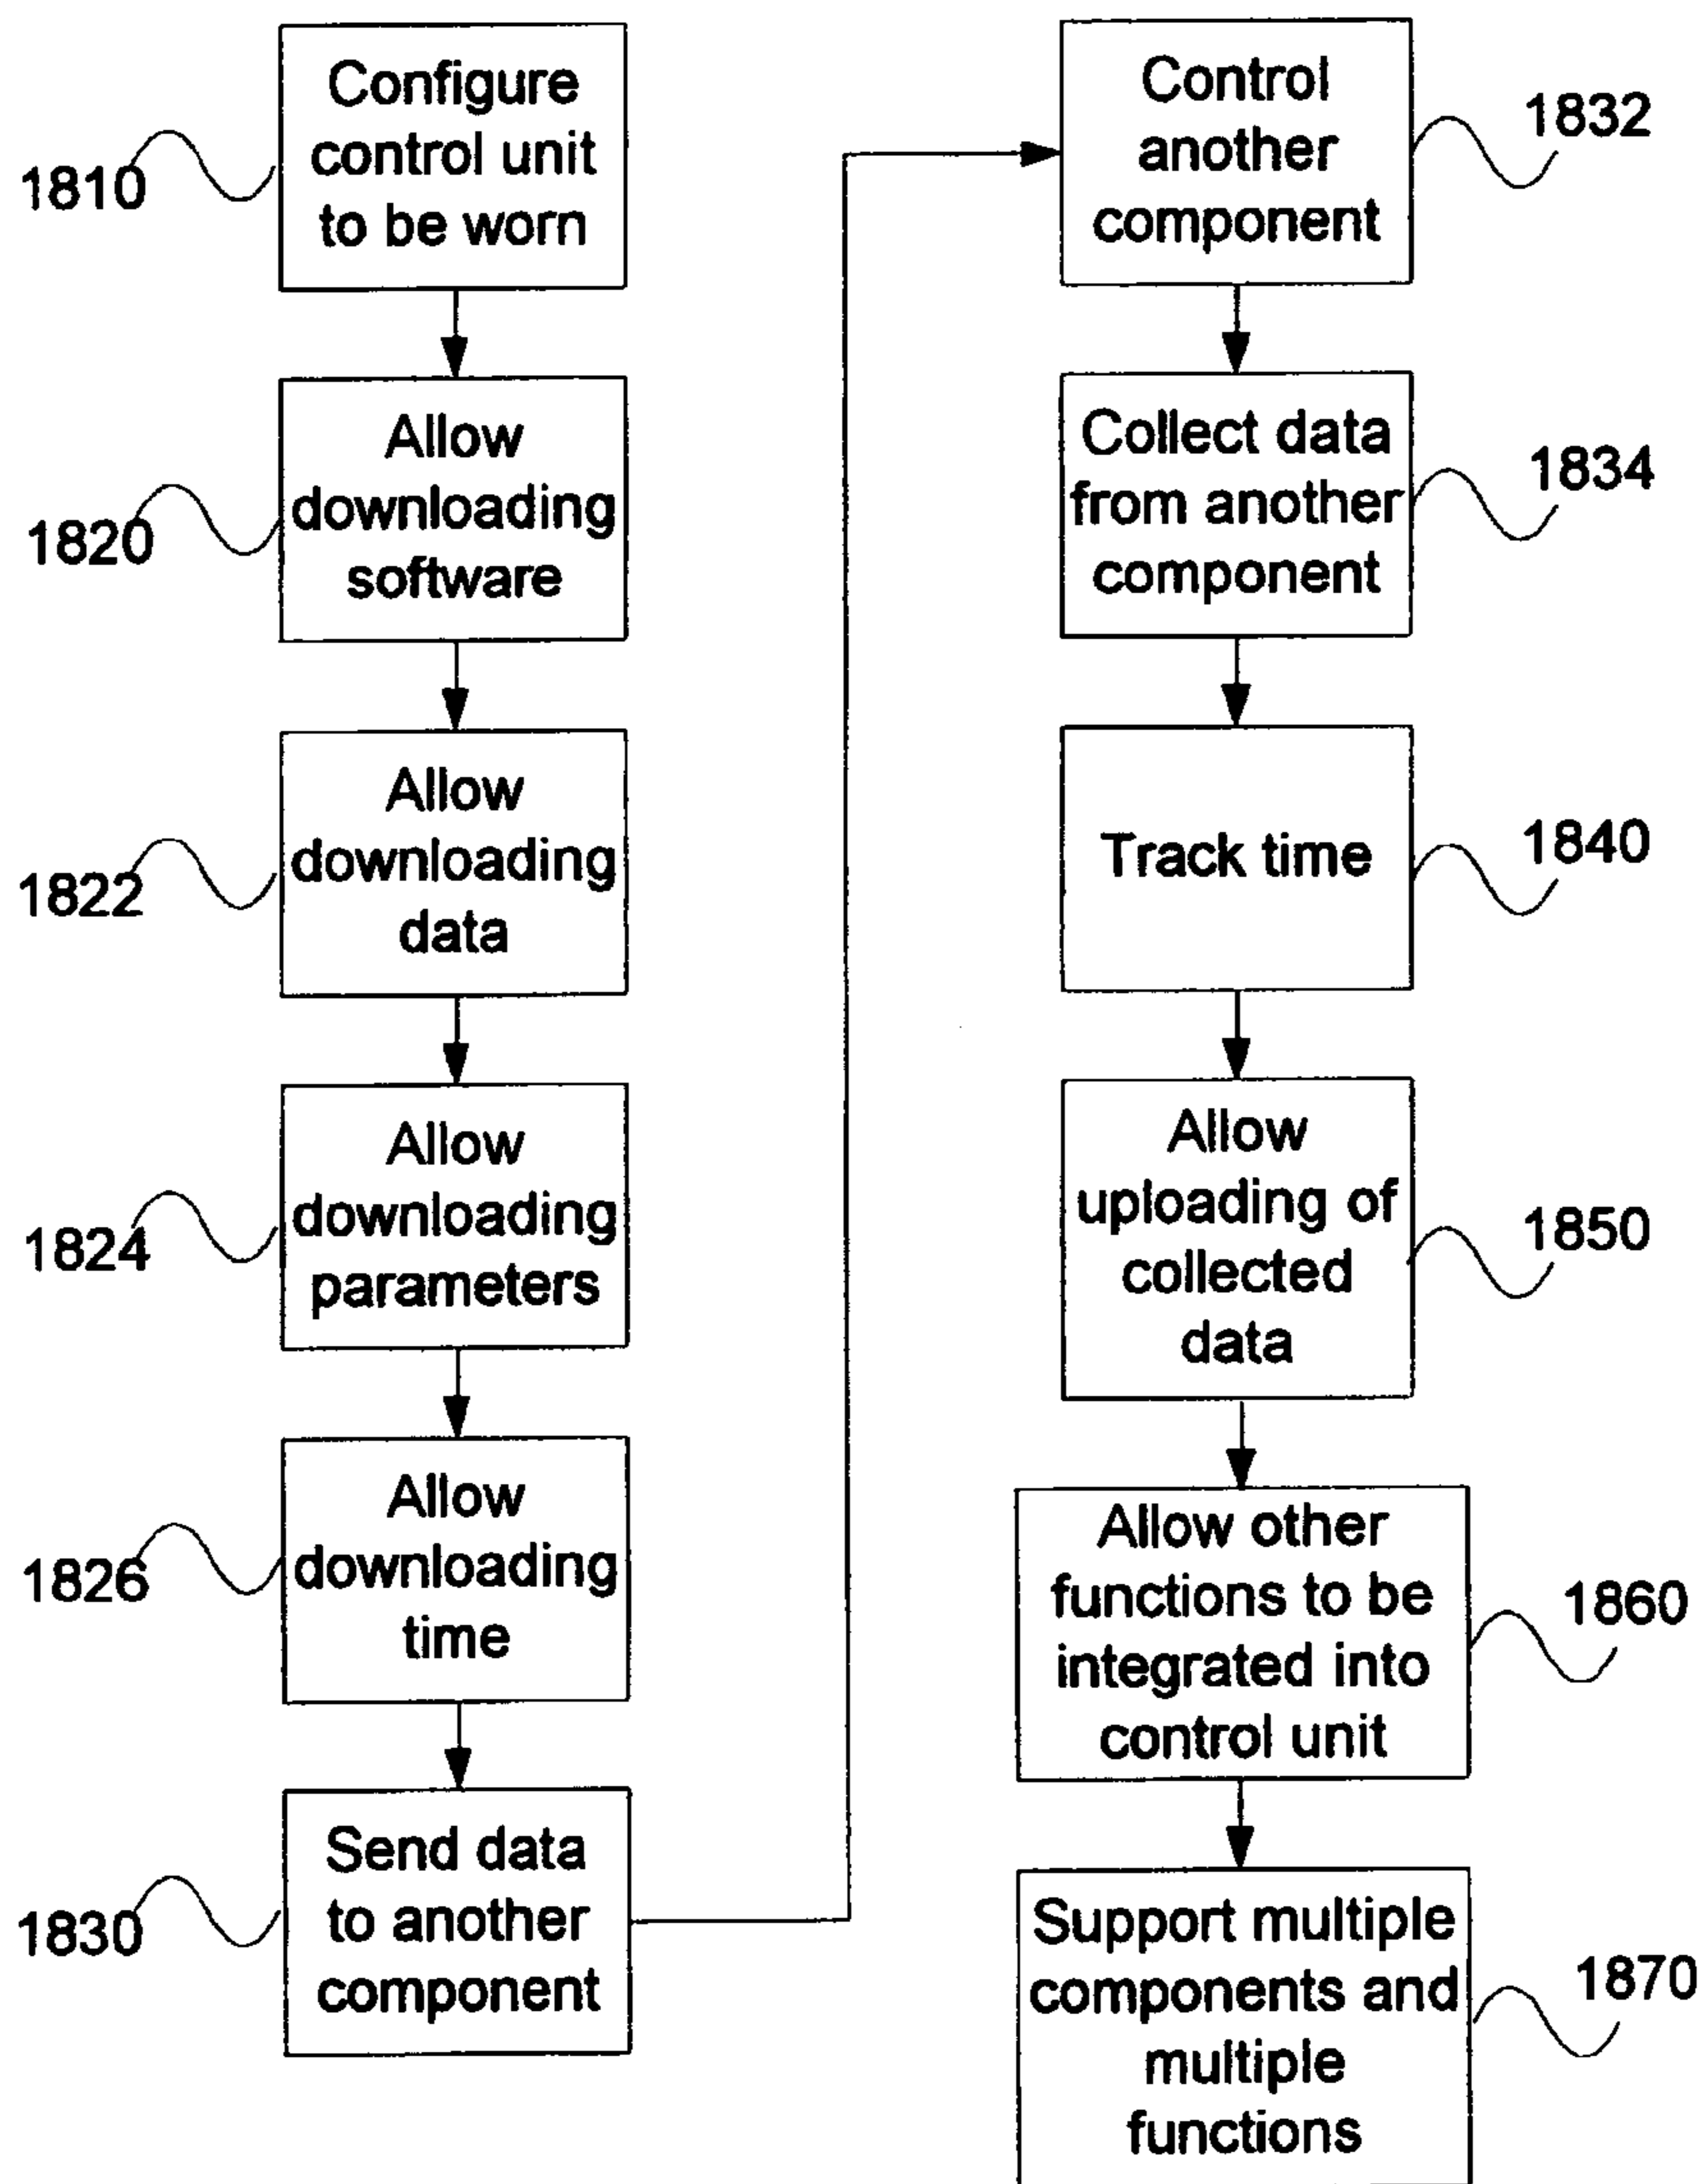 Configure
control unit
to be worn
1810
Allow
downloading
software
1820
Allow
downloading
data
1822
Allow
downloading
parameters
1824
Allow
downloading
time
1826
Send data
to another
component
1830
Control
another
component
1832
Collect data
from another
component
1834
Track time
1840
Allow
uploading of
collected
data
1850
Allow other
functions to be
integrated into
control unit
1860
Support multiple
components and
multiple
functions
1870